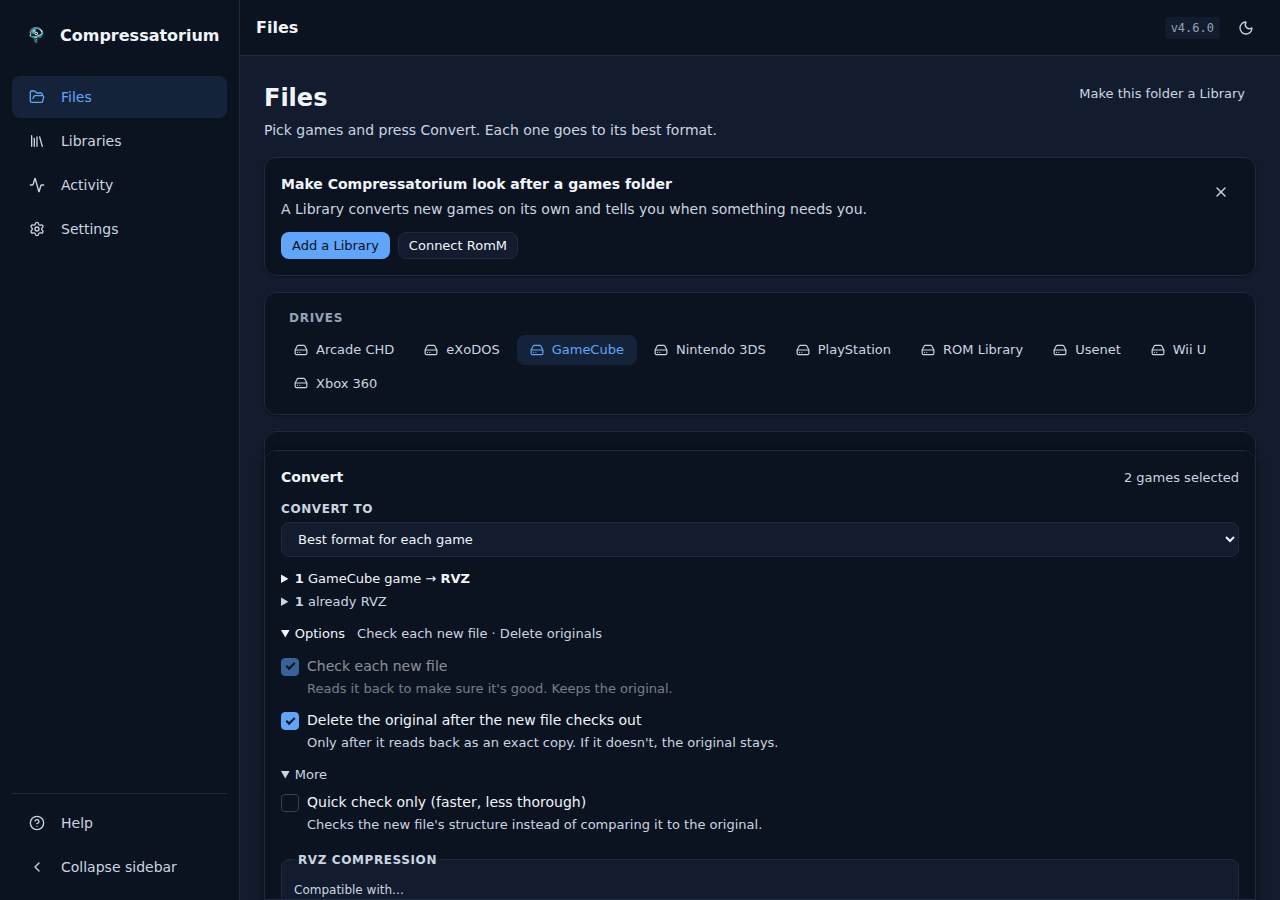 Compressatorium
Files
v4.6.0
Files
Libraries
Activity
Settings
Help
Collapse sidebar
Files
Make this folder a Library
Pick games and press Convert. Each one goes to its best format.
Make Compressatorium look after a games folder
A Library converts new games on its own and tells you when something needs you.
Add a Library
Connect RomM
DRIVES
Arcade CHD
eXoDOS
GameCube
Nintendo 3DS
PlayStation
ROM Library
Usenet
Wii U
Xbox 360
Convert
2 games selected
CONVERT TO
Best format for each game
1 GameCube game → RVZ
1 already RVZ
Options Check each new file · Delete originals
Check each new file
Reads it back to make sure it's good. Keeps the original.
Delete the original after the new file checks out
Only after it reads back as an exact copy. If it doesn't, the original stays.
More
Quick check only (faster, less thorough)
Checks the new file's structure instead of comparing it to the original.
RVZ COMPRESSION
Compatible with...